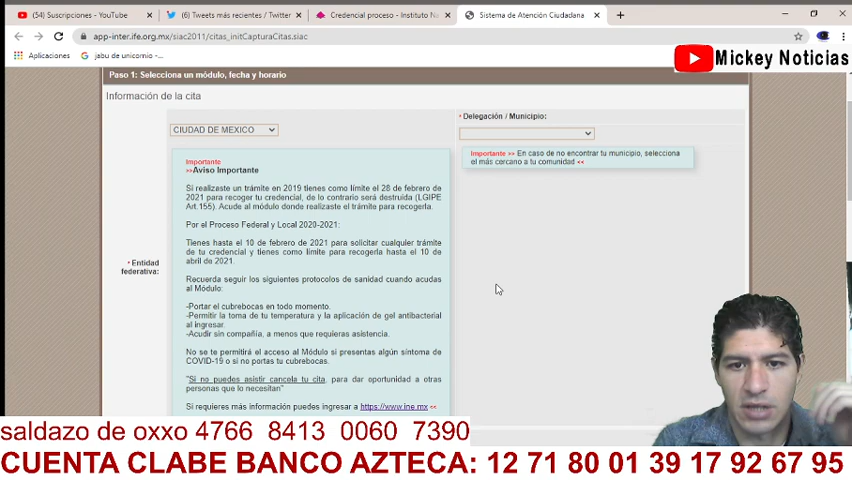 (54) Suscripciones - YouTube
(6) Tweets más recientes / Twitter
Credencial proceso - Instituto N
Sistema de Atención Ciudadana
app-inter.ife.org.mx/siac2011/citas_initCapturaCitas.siac
Aplicaciones
jabu de unicornio -...
Mickey Noticias
Paso 1: Selecciona un módulo, fecha y horario
Información de la cita
* Delegación / Municipio:
CIUDAD DE MEXICO
Importante >> En caso de no encontrar tu municipio, selecciona
el más cercano a tu comunidad <<
Importante
>>Aviso Importante
Si realizaste un trámite en 2019 tienes como límite el 28 de febrero de
2021 para recoger tu credencial, de lo contrario será destruida (LGIPE
Art.155). Acude al módulo donde realizaste el trámite para recogerla.
Por el Proceso Federal y Local 2020-2021:
Tienes hasta el 10 de febrero de 2021 para solicitar cualquier trámite
de tu credencial y tienes como límite para recogerla hasta el 10 de
abril de 2021.
* Entidad
federativa:
Recuerda seguir los siguientes protocolos de sanidad cuando acudas
al Módulo:
-Portar el cubrebocas en todo momento.
-Permitir la toma de tu temperatura y la aplicación de gel antibacterial
al ingresar.
-Acudir sin compañía, a menos que requieras asistencia.
No se te permitirá el acceso al Módulo si presentas algún síntoma de
COVID-19 o si no portas tu cubrebocas.
"Si no puedes asistir cancela tu cita, para dar oportunidad a otras
personas que lo necesitan"
Si requieres más información puedes ingresar a https://www.ine.mx <<
saldazo de oxxo 4766 8413 0060 7390
CUENTA CLABE BANCO AZTECA: 12 71 80 01 39 17 92 67 95